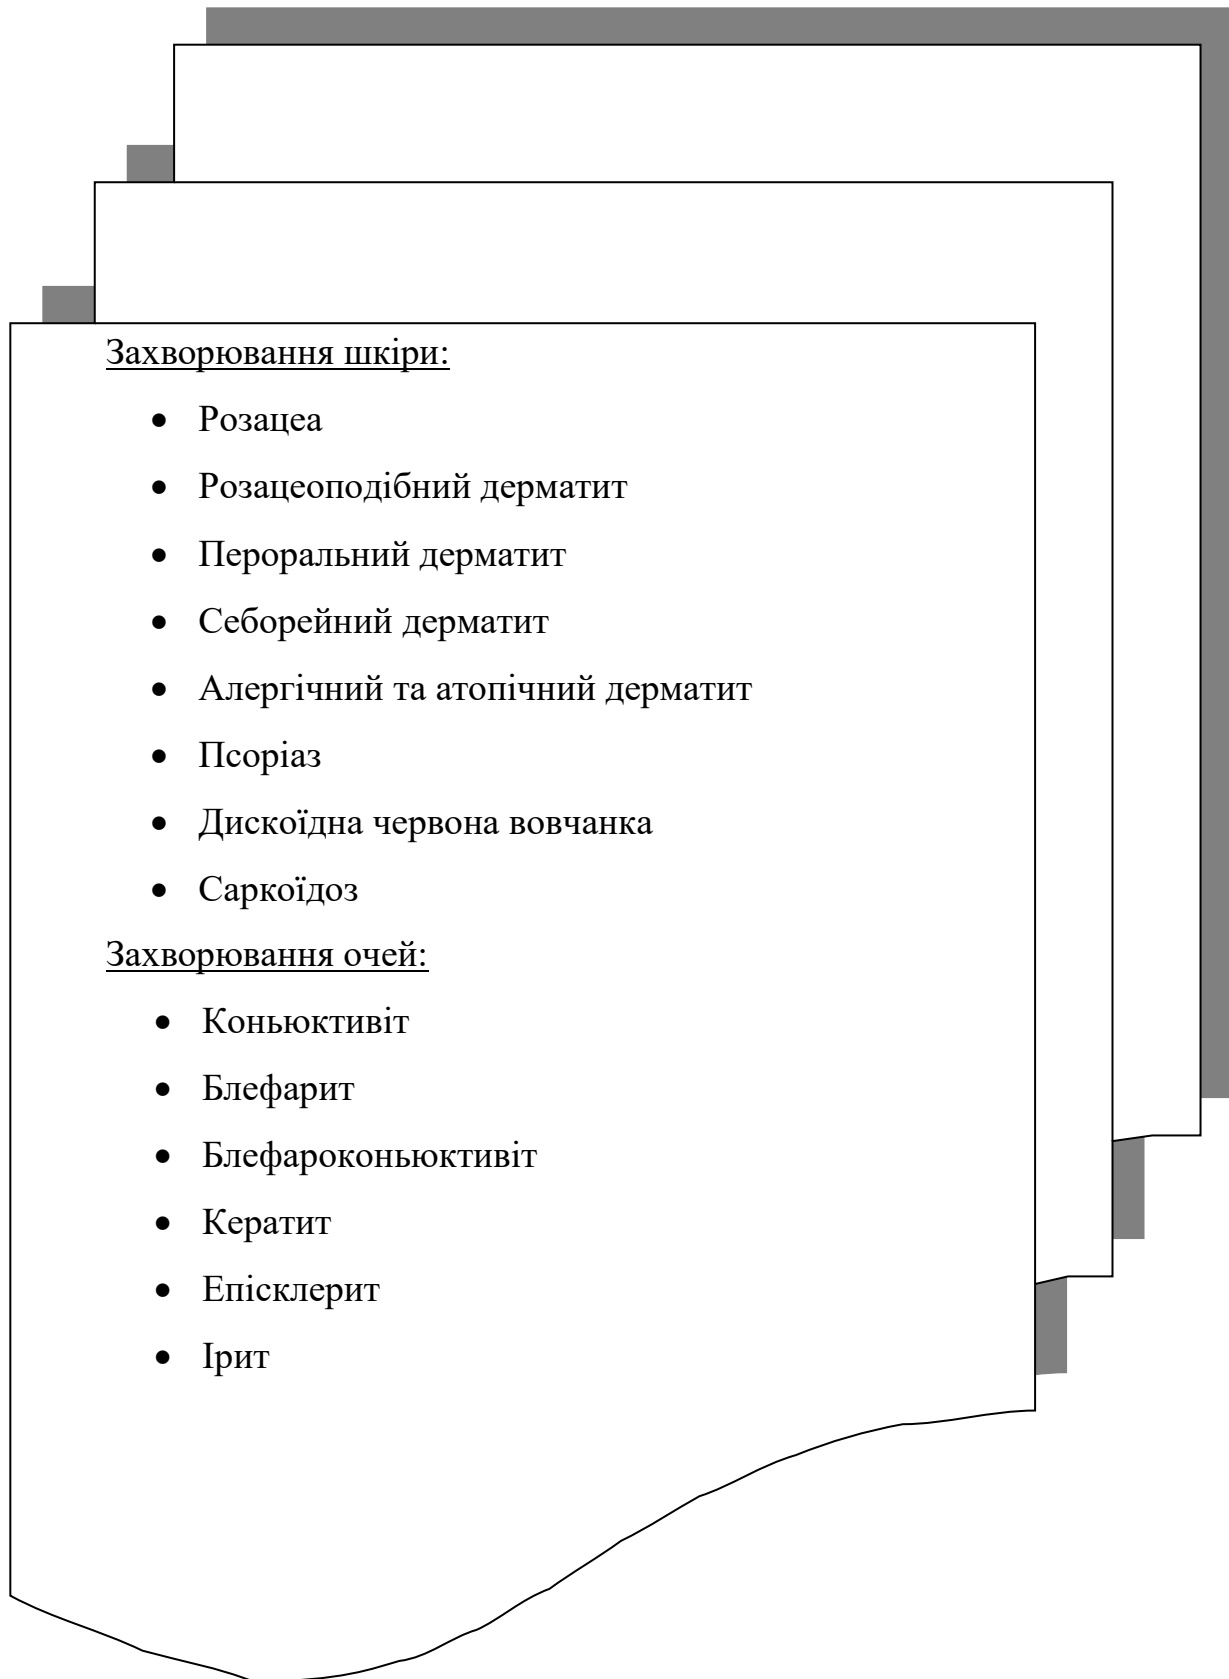 Захворювання шкіри:
• Розацеа
• Розацеоподібний дерматит
• Пероральний дерматит
• Себорейний дерматит
• Алергічний та атопічний дерматит
• Псоріаз
• Дискоїдна червона вовчанка
• Саркоїдоз
Захворювання очей:
• Коньюктивіт
• Блефарит
• Блефароконьюктивіт
• Кератит
• Епісклерит
• Ірит